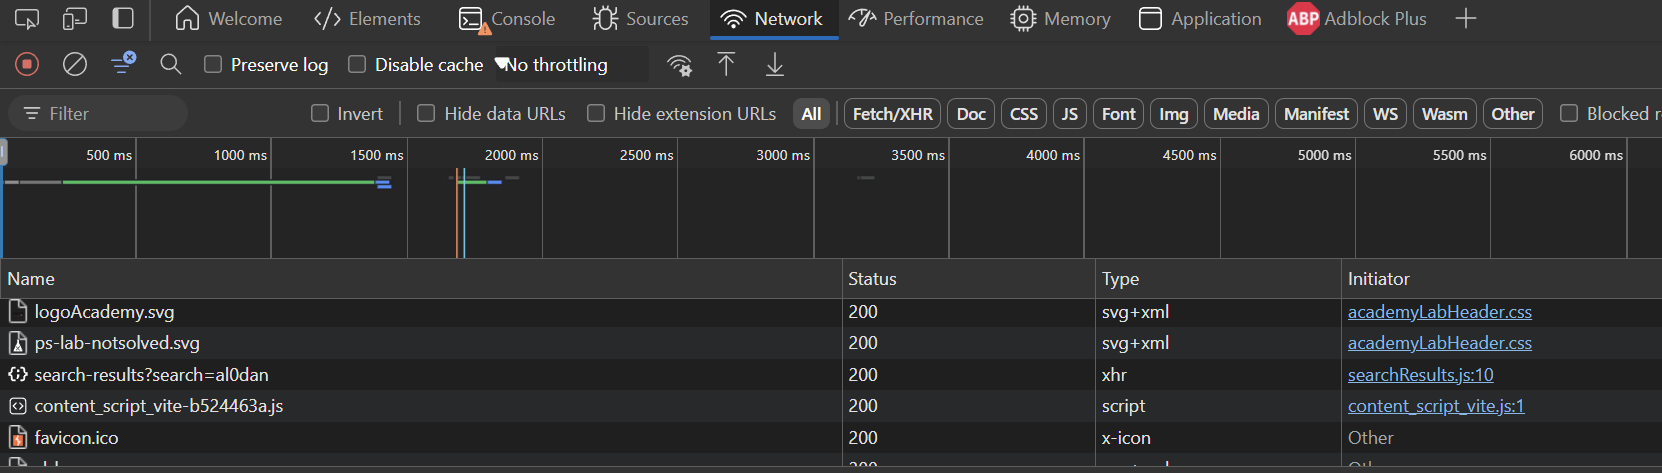 Welcome Elements Console Sources Network Performance Memory Application ABP Adblock Plus
Preserve log Disable cache No throttling
Filter Invert Hide data URLs Hide extension URLs All Fetch/XHR Doc CSS JS Font Img Media Manifest WS Wasm Other Blocked r
500 ms 1000 ms 1500 ms 2000 ms 2500 ms 3000 ms 3500 ms 4000 ms 4500 ms 5000 ms 5500 ms 6000 ms
Name Status Type Initiator
logoAcademy.svg 200 svg+xml academyLabHeader.css
ps-lab-notsolved.svg 200 svg+xml academyLabHeader.css
search-results?search=al0dan 200 xhr searchResults.js:10
content_script_vite-b524463a.js 200 script content_script_vite.js:1
favicon.ico 200 x-icon Other